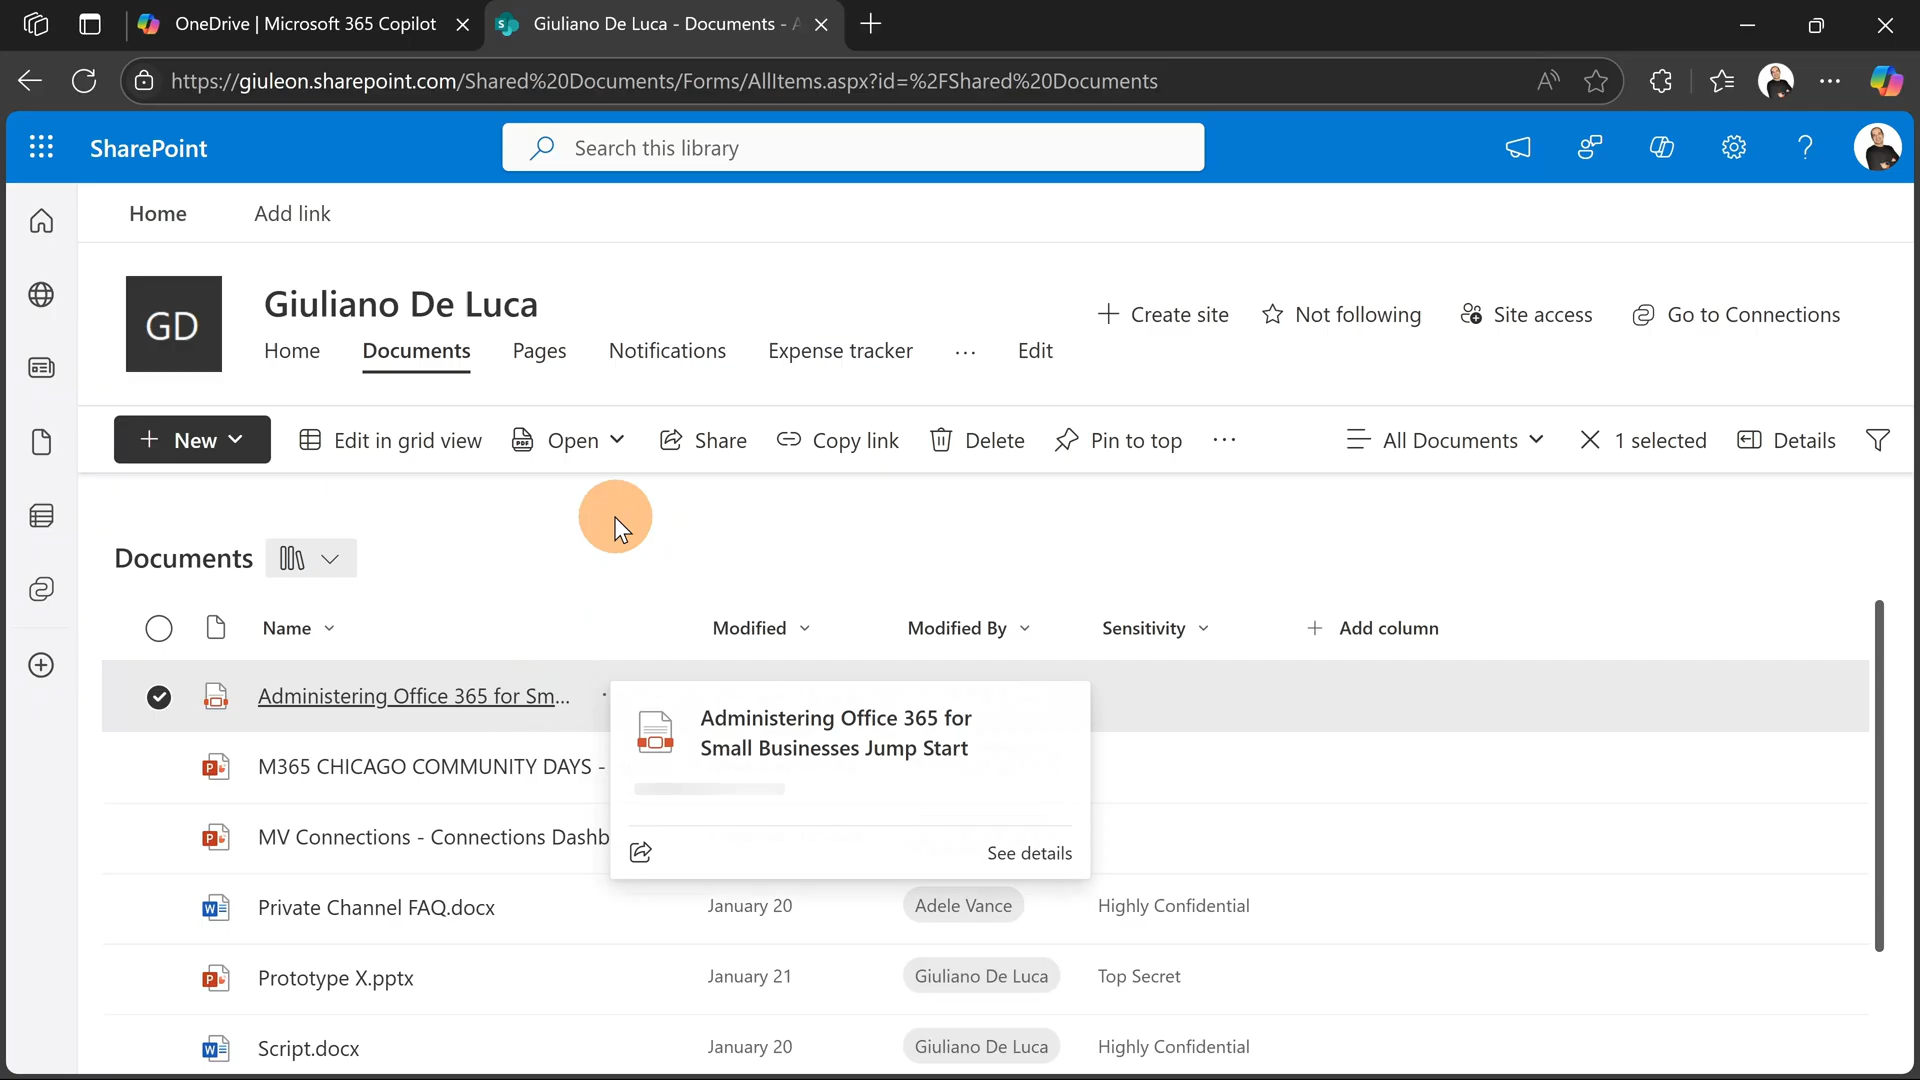 OneDrive | Microsoft 365 Copilot
Giuliano De Luca - Documents - A
https://giuleon.sharepoint.com/Shared%20Documents/Forms/AllItems.aspx?id=%2FShared%20Documents
SharePoint
Search this library
Home
Add link
GD
Giuliano De Luca
Create site
Not following
Site access
Go to Connections
Home
Documents
Pages
Notifications
Expense tracker
...
Edit
New
Edit in grid view
Open
Share
Copy link
Delete
Pin to top
...
All Documents
1 selected
Details
Documents
Name
Modified
Modified By
Sensitivity
Add column
Administering Office 365 for Sm...
Administering Office 365 for
Small Businesses Jump Start
See details
M365 CHICAGO COMMUNITY DAYS -
MV Connections - Connections Dashb
Private Channel FAQ.docx
January 20
Adele Vance
Highly Confidential
Prototype X.pptx
January 21
Giuliano De Luca
Top Secret
Script.docx
January 20
Giuliano De Luca
Highly Confidential